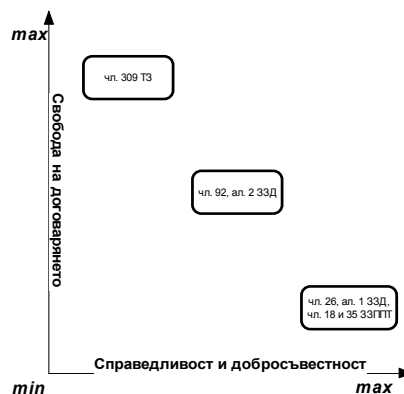 max
чл. 309 ТЗ
Свобода на договарянето
чл. 92, ал. 2 ЗЗД
чл. 26, ал. 1 ЗЗД,
чл. 18 и 35 ЗЗППТ
Справедливост и добросъвестност
min
max